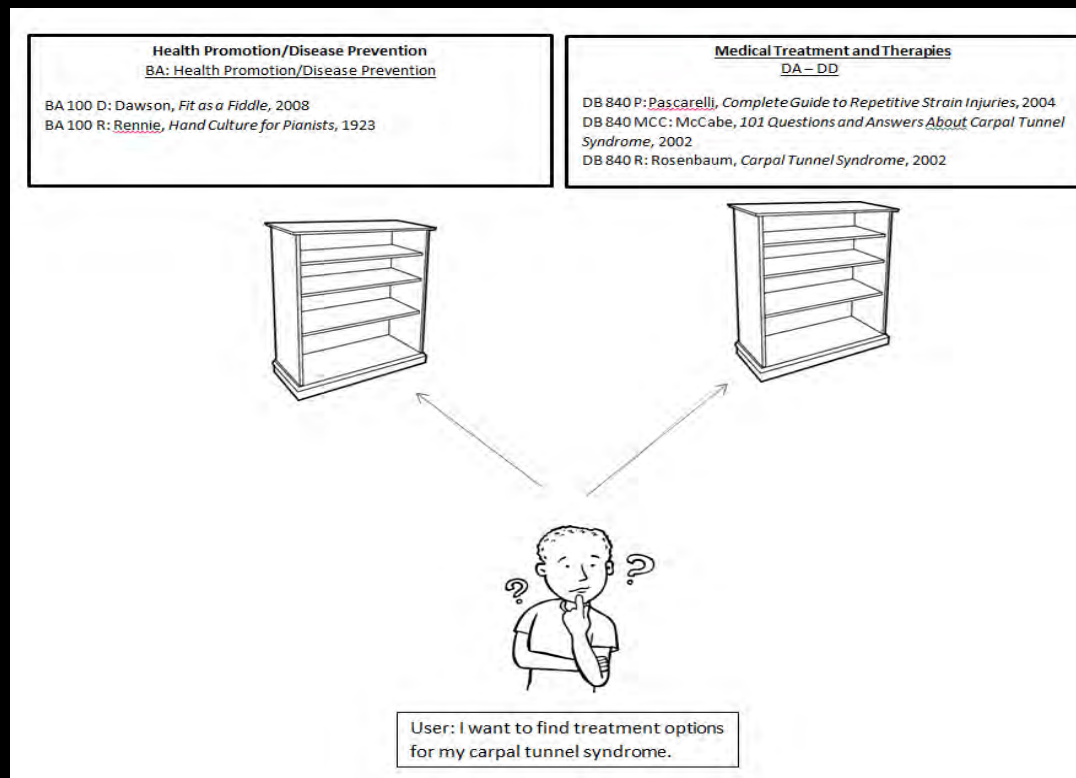 Health Promotion/Disease Prevention
BA: Health Promotion/Disease Prevention
BA 100 D: Dawson, Fit as a Fiddle, 2008
BA 100 R: Rennie, Hand Culture for Pianists, 1923
Medical Treatment and Therapies
DA – DD
DB 840 P: Pascarelli, Complete Guide to Repetitive Strain Injuries, 2004
DB 840 MCC: McCabe, 101 Questions and Answers About Carpal Tunnel
Syndrome, 2002
DB 840 R: Rosenbaum, Carpal Tunnel Syndrome, 2002
? ?
User: I want to find treatment options
for my carpal tunnel syndrome.